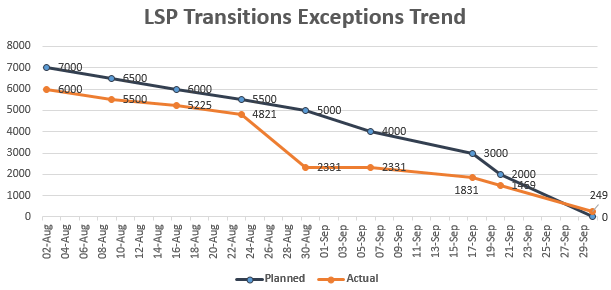 LSP Transitions Exceptions Trend
8000
7000
6000
5000
4000
3000
2000
1000
0
7000
6500
6000
5500
5000
4000
3000
2000
0
6000
5500
5225
4821
2331
2331
1831
1469
249
02-Aug
04-Aug
06-Aug
08-Aug
10-Aug
12-Aug
14-Aug
16-Aug
18-Aug
20-Aug
22-Aug
24-Aug
26-Aug
28-Aug
30-Aug
01-Sep
03-Sep
05-Sep
07-Sep
09-Sep
11-Sep
13-Sep
15-Sep
17-Sep
19-Sep
21-Sep
23-Sep
25-Sep
27-Sep
29-Sep
Planned
Actual